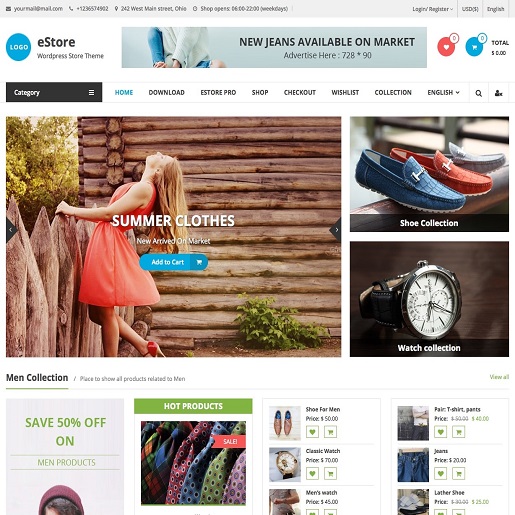 yourmail@mail.com +1236574902 242 West Main street, Ohio Shop opens: 06:00-22:00 (weekdays) Login/ Register USD($) English
LOGO
eStore
Wordpress Store Theme
NEW JEANS AVAILABLE ON MARKET
Advertise Here : 728 * 90
0
0
TOTAL
$ 0.00
Category
HOME DOWNLOAD ESTORE PRO SHOP CHECKOUT WISHLIST COLLECTION ENGLISH
SUMMER CLOTHES
New Arrived On Market
Add to Cart
Shoe Collection
Watch collection
Men Collection / Place to show all products related to Men View all
SAVE 50% OFF
ON
MEN PRODUCTS
HOT PRODUCTS
SALE!
Shoe For Men
Price: $ 50.00
Classic Watch
Price: $ 70.00
Men's watch
Price: $ 45.00
Pair: T-shirt, pants
Price: $ 50.00 $ 40.00
Jeans
Price: $ 20.00
Lather Shoe
Price: $ 30.00 $ 25.00